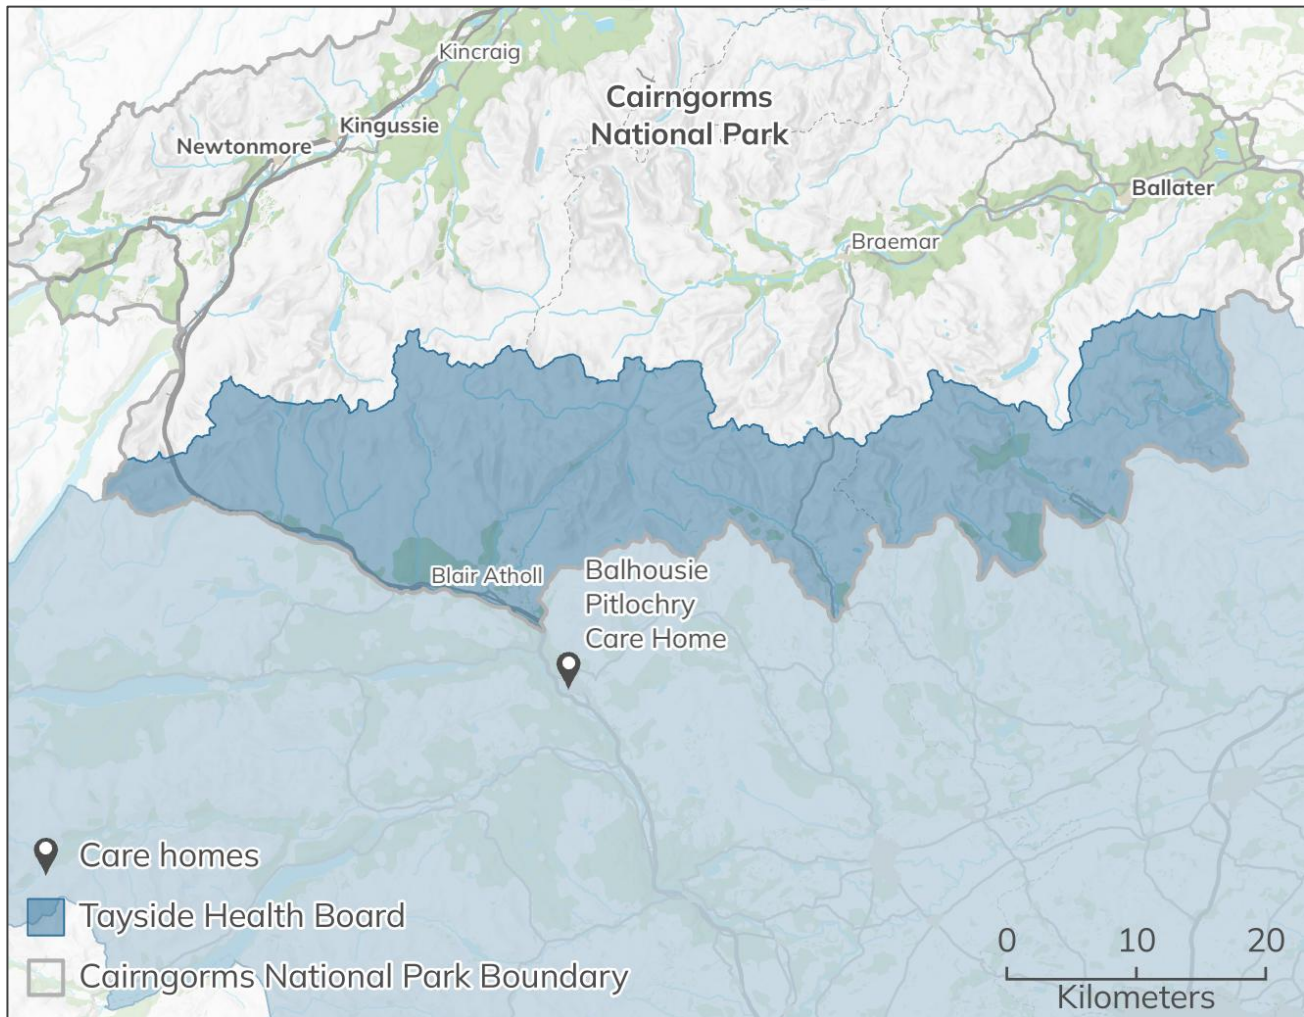 Kincraig
Cairngorms
National Park
Kingussie
Newtonmore
Ballater
Braemar
Blair Atholl
Balhousie
Pitlochry
Care Home
Care homes
Tayside Health Board
Cairngorms National Park Boundary
0 10 20
Kilometers